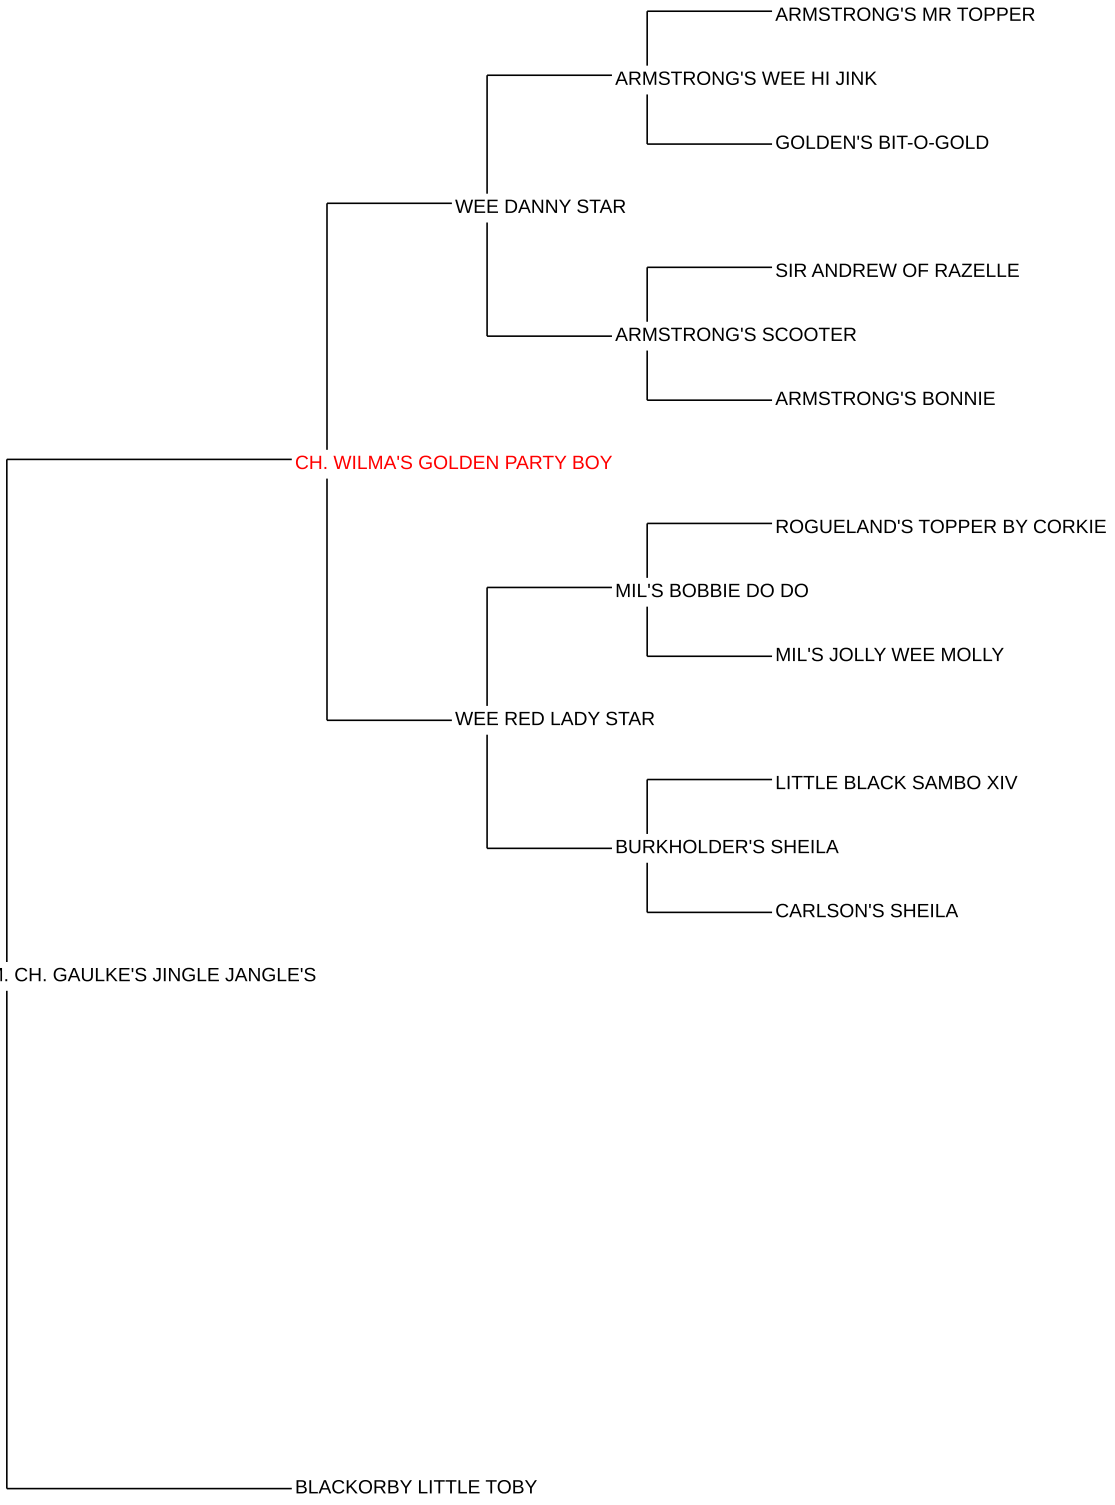 ARMSTRONG'S MR TOPPER
ARMSTRONG'S WEE HI JINK
GOLDEN'S BIT-O-GOLD
WEE DANNY STAR
SIR ANDREW OF RAZELLE
ARMSTRONG'S SCOOTER
ARMSTRONG'S BONNIE
CH. WILMA'S GOLDEN PARTY BOY
ROGUELAND'S TOPPER BY CORKIE
MIL'S BOBBIE DO DO
MIL'S JOLLY WEE MOLLY
WEE RED LADY STAR
LITTLE BLACK SAMBO XIV
BURKHOLDER'S SHEILA
CARLSON'S SHEILA
CH. GAULKE'S JINGLE JANGLE'S
BLACKORBY LITTLE TOBY